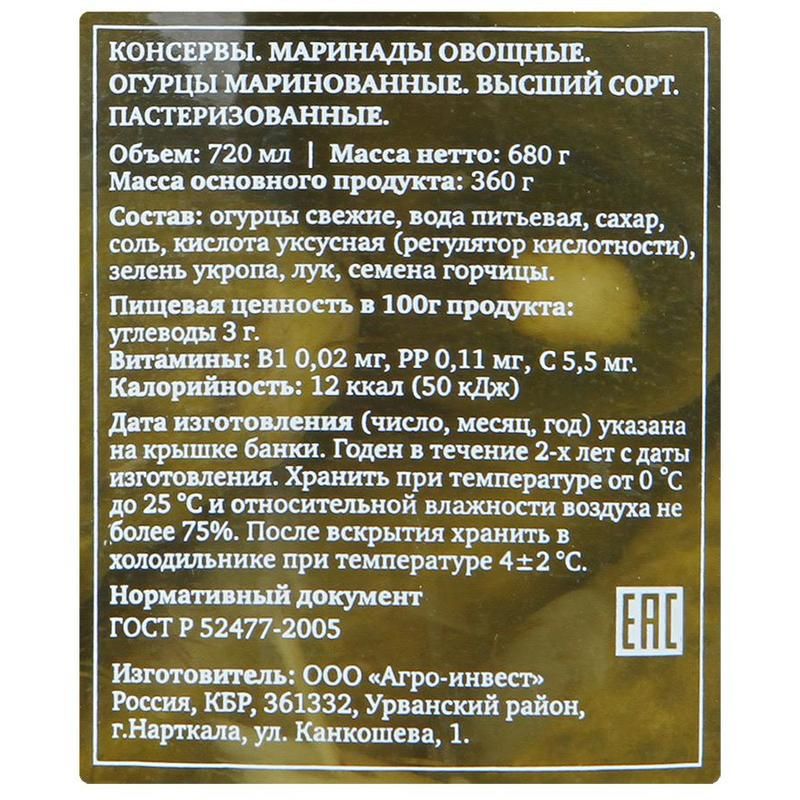 КОНСЕРВЫ. МАРИНАДЫ ОВОЩНЫЕ.
ОГУРЦЫ МАРИНОВАННЫЕ. ВЫСШИЙ СОРТ.
ПАСТЕРИЗОВАННЫЕ.
Объем: 720 мл | Масса нетто: 680 г
Масса основного продукта: 360 г
Состав: огурцы свежие, вода питьевая, сахар,
соль, кислота уксусная (регулятор кислотности),
зелень укропа, лук, семена горчицы.
Пищевая ценность в 100г продукта:
углеводы 3 г.
Витамины: В1 0,02 мг, РР 0,11 мг, С 5,5 мг.
Калорийность: 12 ккал (50 кДж)
Дата изготовления (число, месяц, год) указана
на крышке банки. Годен в течение 2-х лет с даты
изготовления. Хранить при температуре от 0 °С
до 25 °С и относительной влажности воздуха не
более 75%. После вскрытия хранить в
холодильнике при температуре 4±2 °С.
Нормативный документ
ГОСТ Р 52477-2005
ЕАС
Изготовитель: ООО «Агро-инвест»
Россия, КБР, 361332, Урванский район,
г.Нарткала, ул. Канкошева, 1.